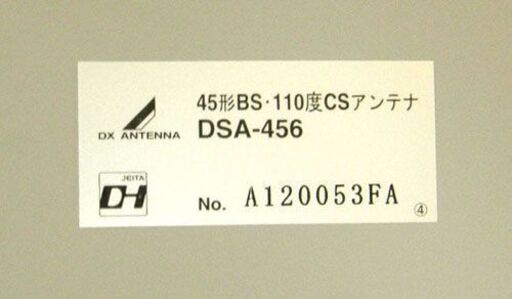 45形BS・110度CSアンテナ
DX ANTENNA
DSA-456
JEITA
DH
No. A120053FA
④